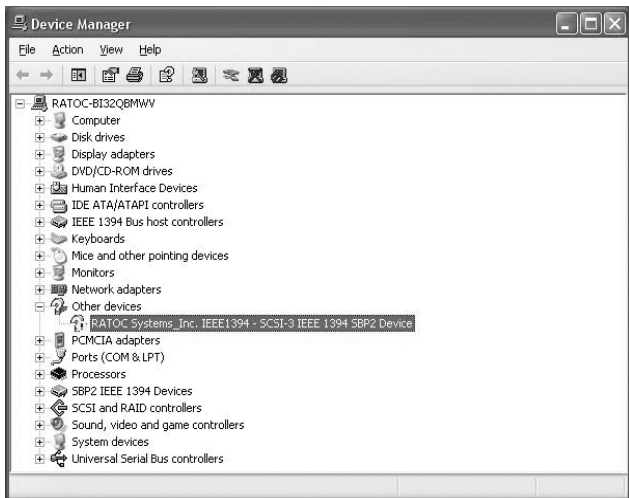 Device Manager
File Action View Help
RATOC-BI32QBMWV
Computer
Disk drives
Display adapters
DVD/CD-ROM drives
Human Interface Devices
IDE ATA/ATAPI controllers
IEEE 1394 Bus host controllers
Keyboards
Mice and other pointing devices
Monitors
Network adapters
Other devices
RATOC Systems_Inc. IEEE1394 - SCSI-3 IEEE 1394 SBP2 Device
PCMCIA adapters
Ports (COM & LPT)
Processors
SBP2 IEEE 1394 Devices
SCSI and RAID controllers
Sound, video and game controllers
System devices
Universal Serial Bus controllers